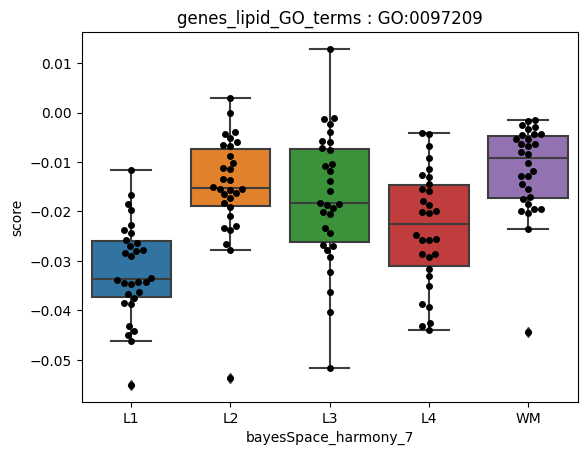 genes_lipid_GO_terms : GO:0097209
0.01
0.00
−0.01
−0.02
−0.03
−0.04
−0.05
score
L1 L2 L3 L4 WM
bayesSpace_harmony_7